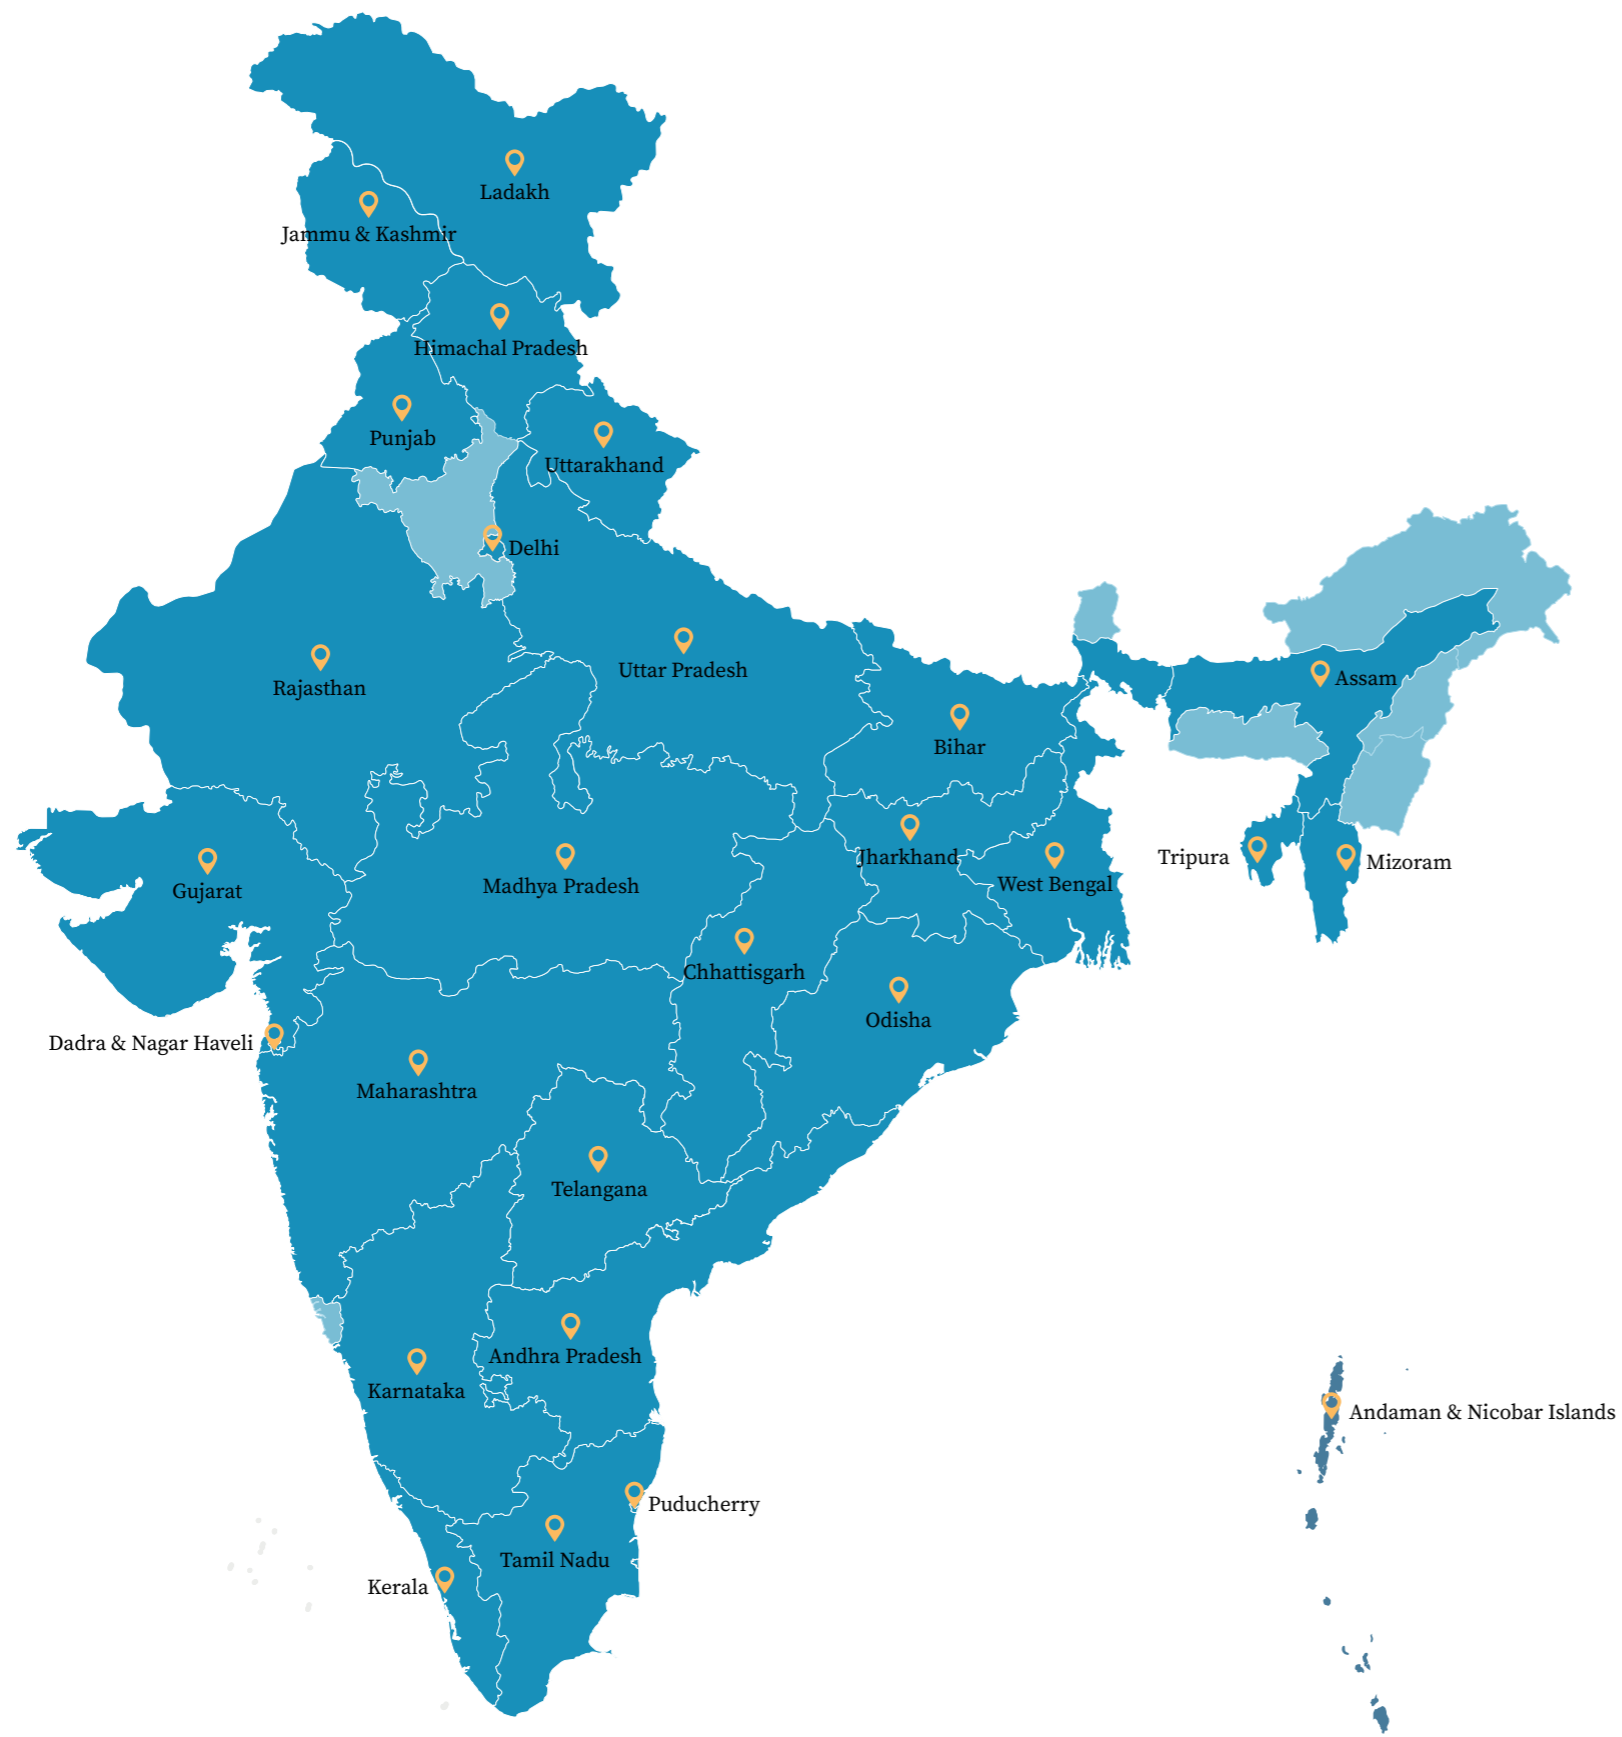 Ladakh
Jammu & Kashmir
Himachal Pradesh
Punjab
Uttarakhand
Delhi
Uttar Pradesh
Assam
Rajasthan
Bihar
Jharkhand
Tripura
Mizoram
West Bengal
Madhya Pradesh
Gujarat
Chhattisgarh
Odisha
Dadra & Nagar Haveli
Maharashtra
Telangana
Andhra Pradesh
Karnataka
Andaman & Nicobar Islands
Puducherry
Tamil Nadu
Kerala